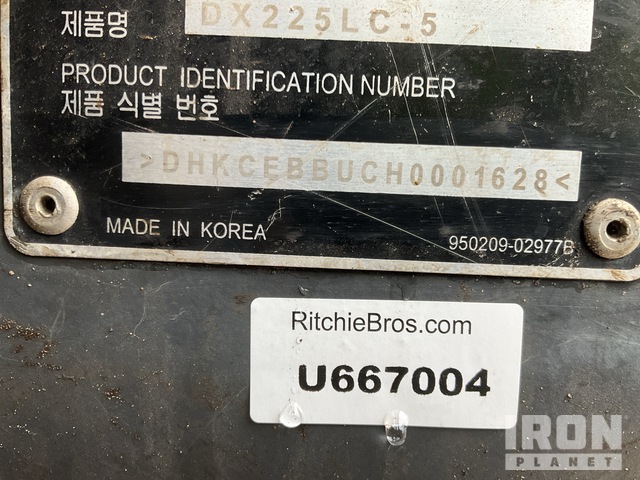 제품명 DX225LC-5
PRODUCT IDENTIFICATION NUMBER
제품 식별 번호
>DHKCEBBUCH0001628<
MADE IN KOREA
950209-02977B
RitchieBros.com
U667004
IRON
PLANET